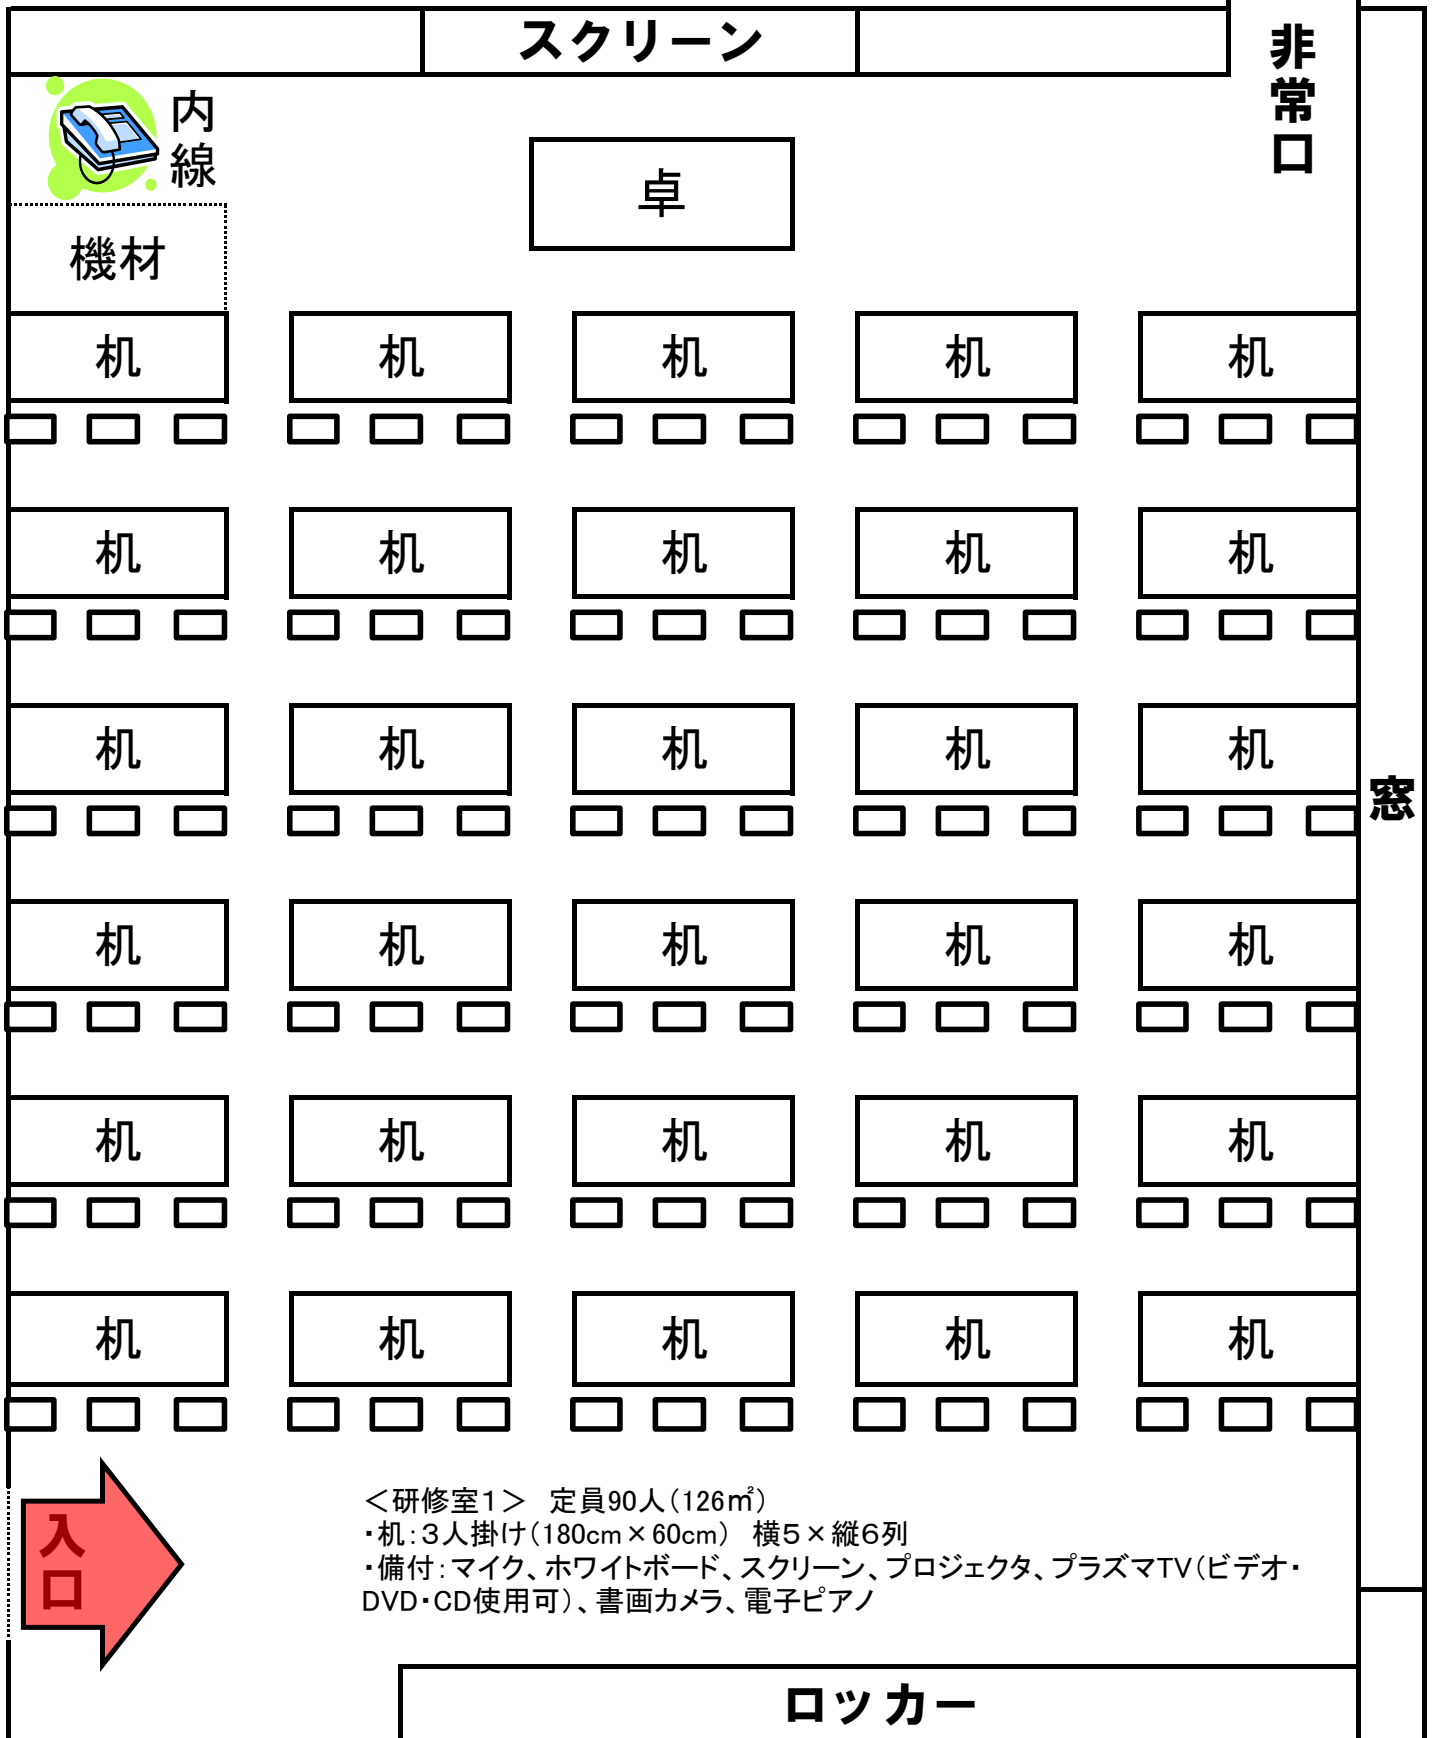 スクリーン
非常口
内線
卓
機材
机 机 机 机 机
机 机 机 机 机
机 机 机 机 机
窓
机 机 机 机 机
机 机 机 机 机
机 机 机 机 机
入口
＜研修室１＞　定員90人（126㎡）
・机：３人掛け（180cm×60cm）　横５×縦６列
・備付：マイク、ホワイトボード、スクリーン、プロジェクタ、プラズマTV（ビデオ・
DVD・CD使用可）、書画カメラ、電子ピアノ
ロッカー